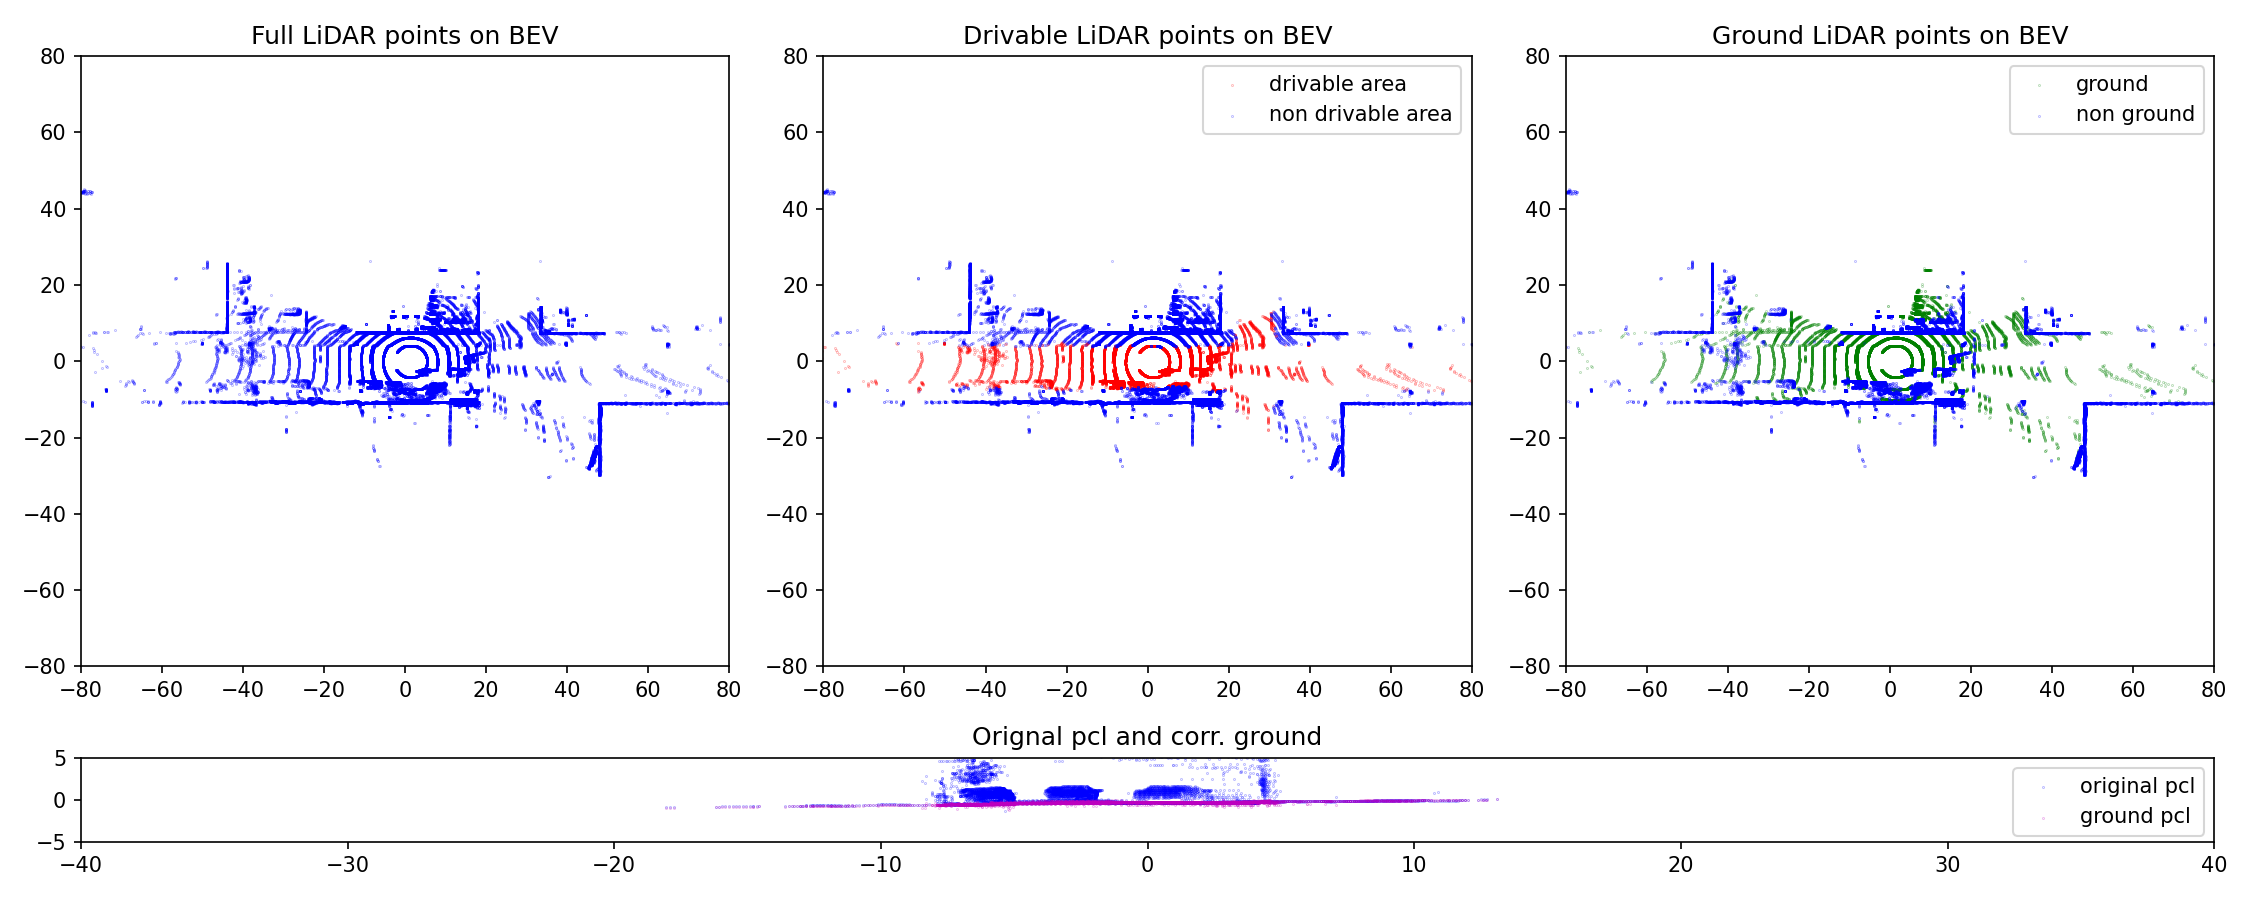 Full LiDAR points on BEV
80
60
40
20
0
−20
−40
−60
−80
−80 −60 −40 −20 0 20 40 60 80
Drivable LiDAR points on BEV
drivable area
non drivable area
80
60
40
20
0
−20
−40
−60
−80
−80 −60 −40 −20 0 20 40 60 80
Ground LiDAR points on BEV
ground
non ground
80
60
40
20
0
−20
−40
−60
−80
−80 −60 −40 −20 0 20 40 60 80
Orignal pcl and corr. ground
original pcl
ground pcl
5
0
−5
−40 −30 −20 −10 0 10 20 30 40